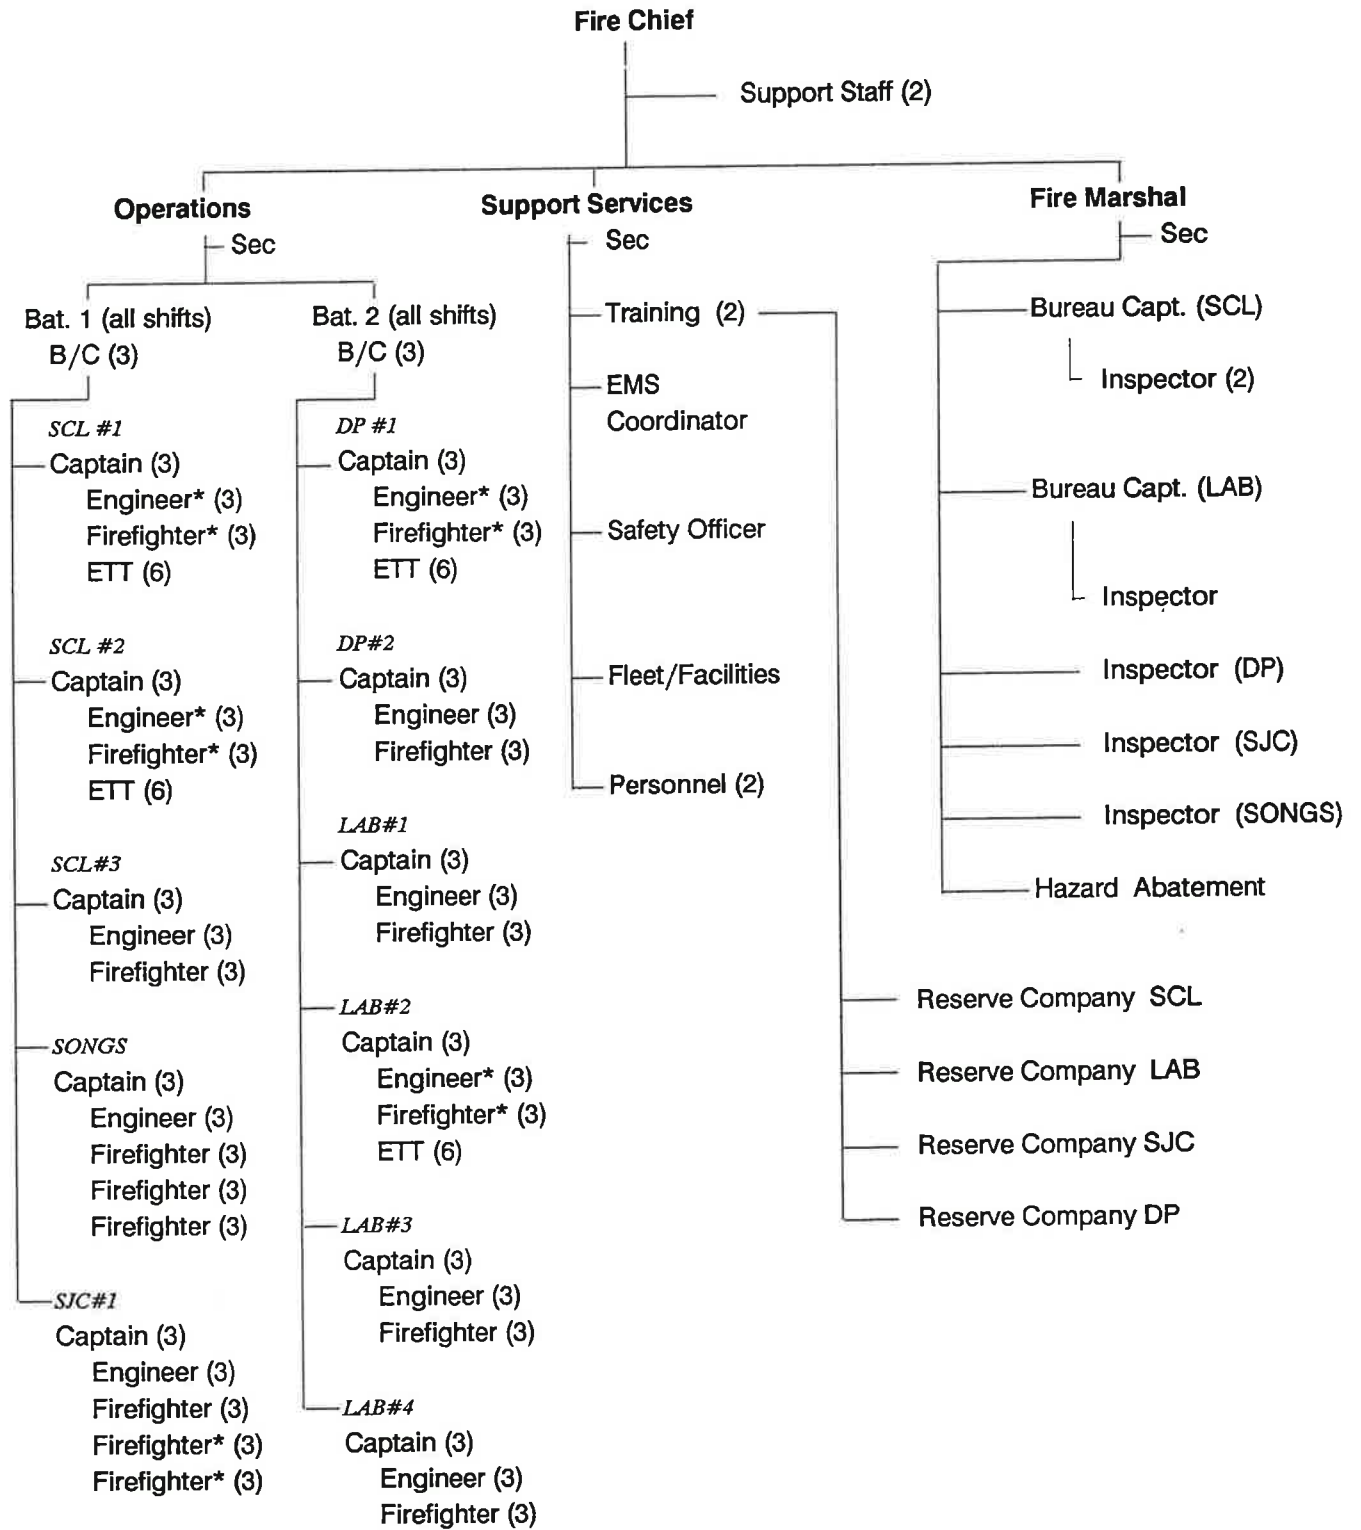 Fire Chief
Support Staff (2)
Operations
Sec
Bat. 1 (all shifts)
B/C (3)
SCL #1
Captain (3)
Engineer* (3)
Firefighter* (3)
ETT (6)
SCL #2
Captain (3)
Engineer* (3)
Firefighter* (3)
ETT (6)
SCL#3
Captain (3)
Engineer (3)
Firefighter (3)
SONGS
Captain (3)
Engineer (3)
Firefighter (3)
Firefighter (3)
Firefighter (3)
SJC#1
Captain (3)
Engineer (3)
Firefighter (3)
Firefighter* (3)
Firefighter* (3)
Bat. 2 (all shifts)
B/C (3)
DP #1
Captain (3)
Engineer* (3)
Firefighter* (3)
ETT (6)
DP#2
Captain (3)
Engineer (3)
Firefighter (3)
LAB#1
Captain (3)
Engineer (3)
Firefighter (3)
LAB#2
Captain (3)
Engineer* (3)
Firefighter* (3)
ETT (6)
LAB#3
Captain (3)
Engineer (3)
Firefighter (3)
LAB#4
Captain (3)
Engineer (3)
Firefighter (3)
Support Services
Sec
Training (2)
EMS
Coordinator
Safety Officer
Fleet/Facilities
Personnel (2)
Reserve Company SCL
Reserve Company LAB
Reserve Company SJC
Reserve Company DP
Fire Marshal
Sec
Bureau Capt. (SCL)
Inspector (2)
Bureau Capt. (LAB)
Inspector
Inspector (DP)
Inspector (SJC)
Inspector (SONGS)
Hazard Abatement